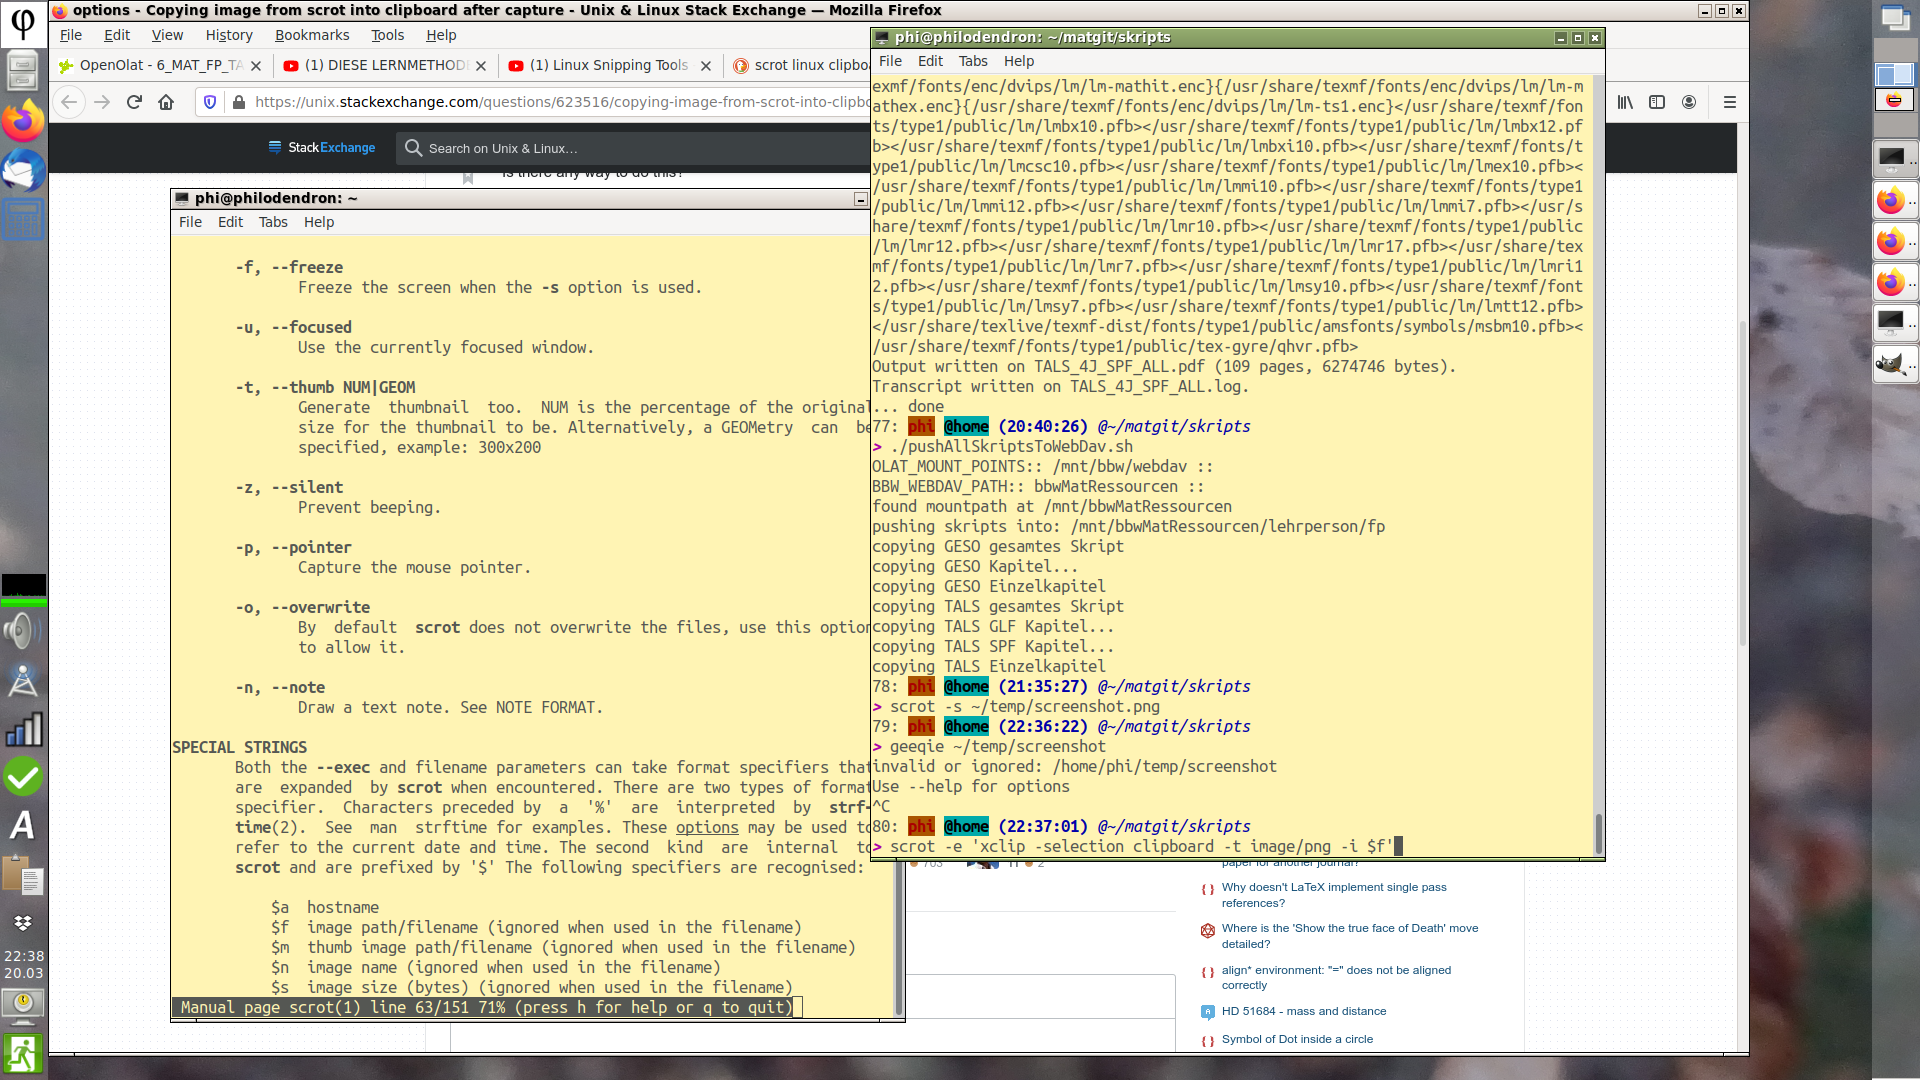 options - Copying image from scrot into clipboard after capture - Unix & Linux Stack Exchange — Mozilla Firefox
File Edit View History Bookmarks Tools Help
OpenOlat - 6_MAT_FP_TA
(1) DIESE LERNMETHOD
(1) Linux Snipping Tools
scrot linux clipbo
https://unix.stackexchange.com/questions/623516/copying-image-from-scrot-into-clipbo
StackExchange
Search on Unix & Linux…
Is there any way to do this?
phi@philodendron: ~
File Edit Tabs Help
-f, --freeze
Freeze the screen when the -s option is used.
-u, --focused
Use the currently focused window.
-t, --thumb NUM|GEOM
Generate thumbnail too. NUM is the percentage of the original
size for the thumbnail to be. Alternatively, a GEOMetry can be
specified, example: 300x200
-z, --silent
Prevent beeping.
-p, --pointer
Capture the mouse pointer.
-o, --overwrite
By default scrot does not overwrite the files, use this option
to allow it.
-n, --note
Draw a text note. See NOTE FORMAT.
SPECIAL STRINGS
Both the --exec and filename parameters can take format specifiers that
are expanded by scrot when encountered. There are two types of format
specifier. Characters preceded by a '%' are interpreted by strf-
time(2). See man strftime for examples. These options may be used to
refer to the current date and time. The second kind are internal to
scrot and are prefixed by '$' The following specifiers are recognised:
$a hostname
$f image path/filename (ignored when used in the filename)
$m thumb image path/filename (ignored when used in the filename)
$n image name (ignored when used in the filename)
$s image size (bytes) (ignored when used in the filename)
Manual page scrot(1) line 63/151 71% (press h for help or q to quit)
phi@philodendron: ~/matgit/skripts
File Edit Tabs Help
exmf/fonts/enc/dvips/lm/lm-mathit.enc}{/usr/share/texmf/fonts/enc/dvips/lm/lm-m
athex.enc}{/usr/share/texmf/fonts/enc/dvips/lm/lm-ts1.enc}</usr/share/texmf/fon
ts/type1/public/lm/lmbx10.pfb></usr/share/texmf/fonts/type1/public/lm/lmbx12.pf
b></usr/share/texmf/fonts/type1/public/lm/lmbxi10.pfb></usr/share/texmf/fonts/t
ype1/public/lm/lmcsc10.pfb></usr/share/texmf/fonts/type1/public/lm/lmex10.pfb><
/usr/share/texmf/fonts/type1/public/lm/lmmi10.pfb></usr/share/texmf/fonts/type1
/public/lm/lmmi12.pfb></usr/share/texmf/fonts/type1/public/lm/lmmi7.pfb></usr/s
hare/texmf/fonts/type1/public/lm/lmr10.pfb></usr/share/texmf/fonts/type1/public
/lm/lmr12.pfb></usr/share/texmf/fonts/type1/public/lm/lmr17.pfb></usr/share/tex
mf/fonts/type1/public/lm/lmr7.pfb></usr/share/texmf/fonts/type1/public/lm/lmri1
2.pfb></usr/share/texmf/fonts/type1/public/lm/lmsy10.pfb></usr/share/texmf/font
s/type1/public/lm/lmsy7.pfb></usr/share/texmf/fonts/type1/public/lm/lmtt12.pfb>
</usr/share/texlive/texmf-dist/fonts/type1/public/amsfonts/symbols/msbm10.pfb><
/usr/share/texmf/fonts/type1/public/tex-gyre/qhvr.pfb>
Output written on TALS_4J_SPF_ALL.pdf (109 pages, 6274746 bytes).
Transcript written on TALS_4J_SPF_ALL.log.
... done
77: phi @home (20:40:26) @~/matgit/skripts
> ./pushAllSkriptsToWebDav.sh
OLAT_MOUNT_POINTS:: /mnt/bbw/webdav ::
BBW_WEBDAV_PATH:: bbwMatRessourcen ::
found mountpath at /mnt/bbwMatRessourcen
pushing skripts into: /mnt/bbwMatRessourcen/lehrperson/fp
copying GESO gesamtes Skript
copying GESO Kapitel...
copying GESO Einzelkapitel
copying TALS gesamtes Skript
copying TALS GLF Kapitel...
copying TALS SPF Kapitel...
copying TALS Einzelkapitel
78: phi @home (21:35:27) @~/matgit/skripts
> scrot -s ~/temp/screenshot.png
79: phi @home (22:36:22) @~/matgit/skripts
> geeqie ~/temp/screenshot
invalid or ignored: /home/phi/temp/screenshot
Use --help for options
^C
80: phi @home (22:37:01) @~/matgit/skripts
> scrot -e 'xclip -selection clipboard -t image/png -i $f'
paper for another journal?
Why doesn't LaTeX implement single pass
references?
Where is the 'Show the true face of Death' move
detailed?
align* environment: "=" does not be aligned
correctly
HD 51684 - mass and distance
Symbol of Dot inside a circle
22:38
20.03